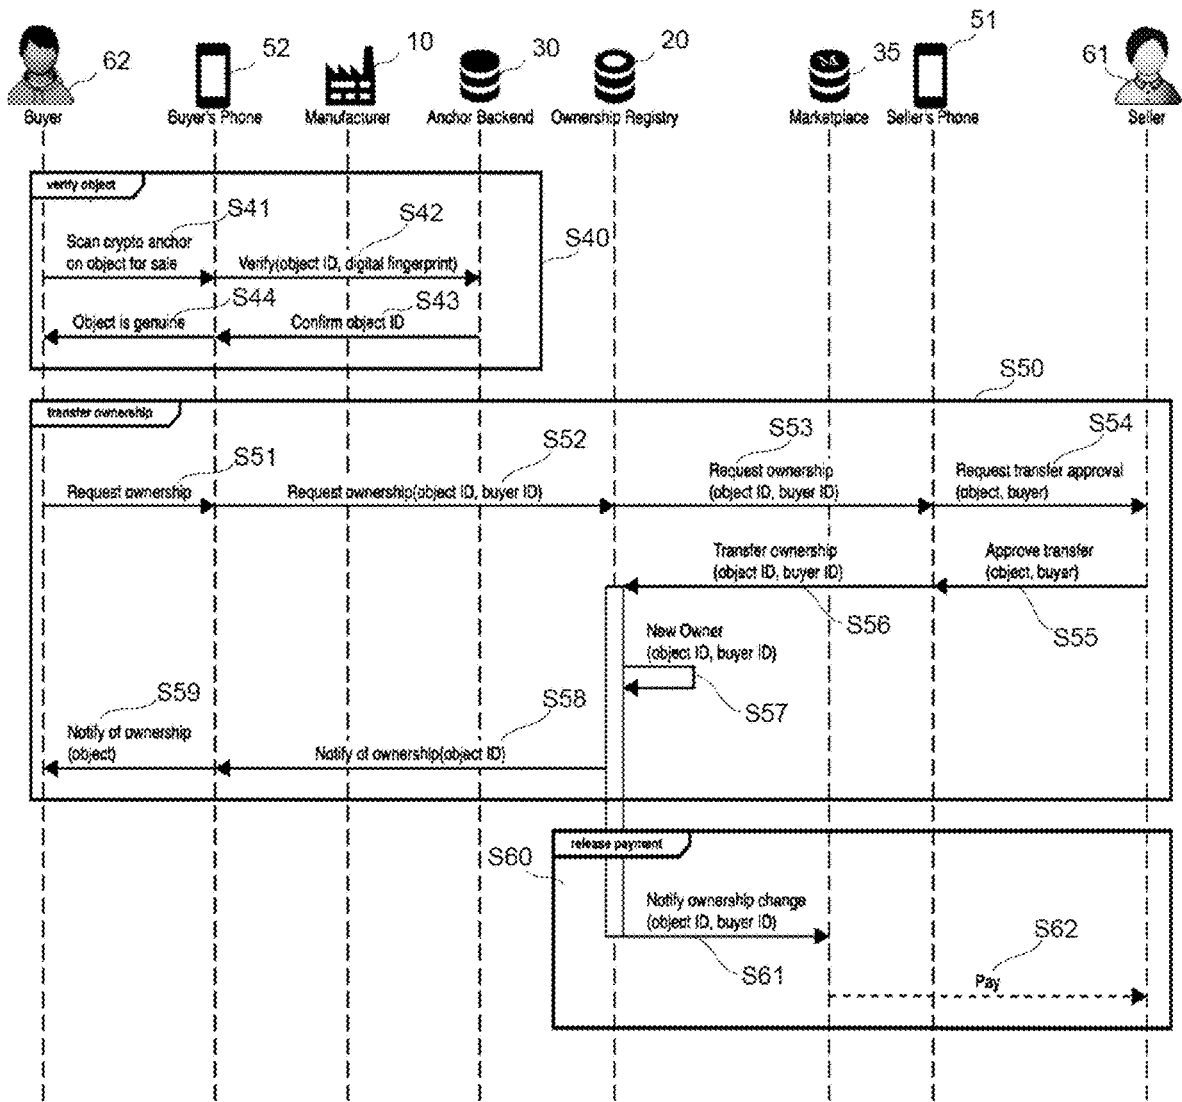 62
52
10
30
20
35
51
61
Buyer
Buyer's Phone
Manufacturer
Anchor Backend
Ownership Registry
Marketplace
Seller's Phone
Seller
verify object
S41
S42
S40
Scan crypto anchor
on object for sale
Verify(object ID, digital fingerprint)
S44
S43
Object is genuine
Confirm object ID
S50
transfer ownership
S51
S52
S53
S54
Request ownership
Request ownership(object ID, buyer ID)
Request ownership
(object ID, buyer ID)
Request transfer approval
(object, buyer)
Transfer ownership
(object ID, buyer ID)
Approve transfer
(object, buyer)
S56
S55
New Owner
(object ID, buyer ID)
S57
S59
S58
Notify of ownership
(object)
Notify of ownership(object ID)
release payment
S60
Notify ownership change
(object ID, buyer ID)
S61
S62
Pay